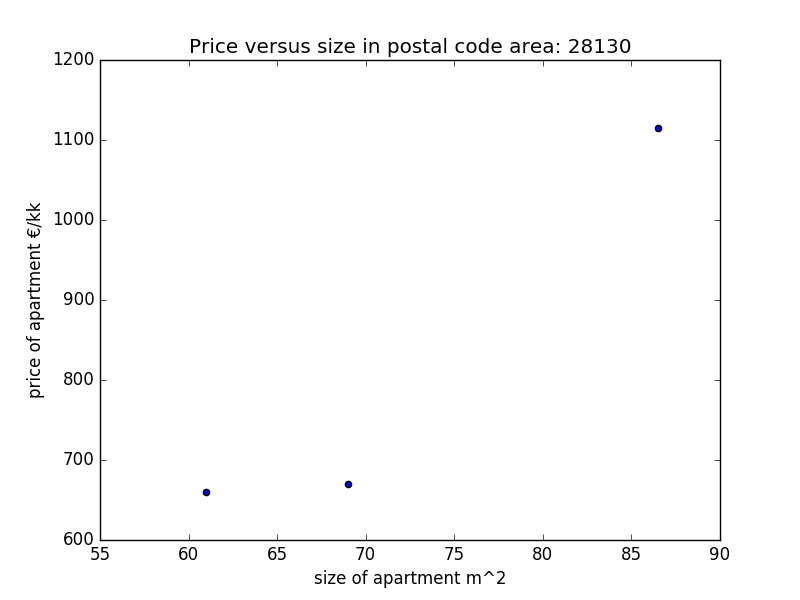 Price versus size in postal code area: 28130
1200
1100
1000
900
800
700
600
price of apartment €/kk
55 60 65 70 75 80 85 90
size of apartment m^2